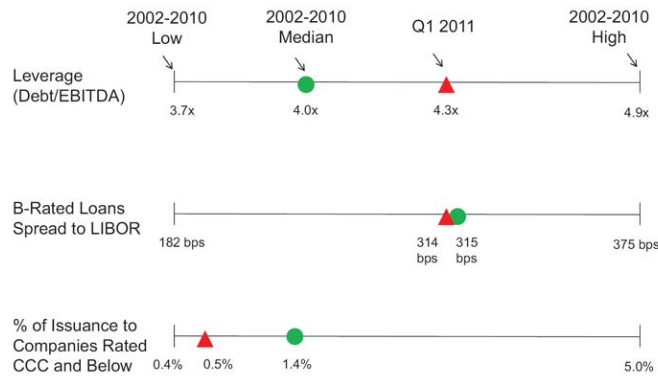 2002-2010
Low
2002-2010
Median
Q1 2011
2002-2010
High
Leverage
(Debt/EBITDA)
3.7x
4.0x
4.3x
4.9x
B-Rated Loans
Spread to LIBOR
182 bps
314
bps
315
bps
375 bps
% of Issuance to
Companies Rated
CCC and Below
0.4%
0.5%
1.4%
5.0%